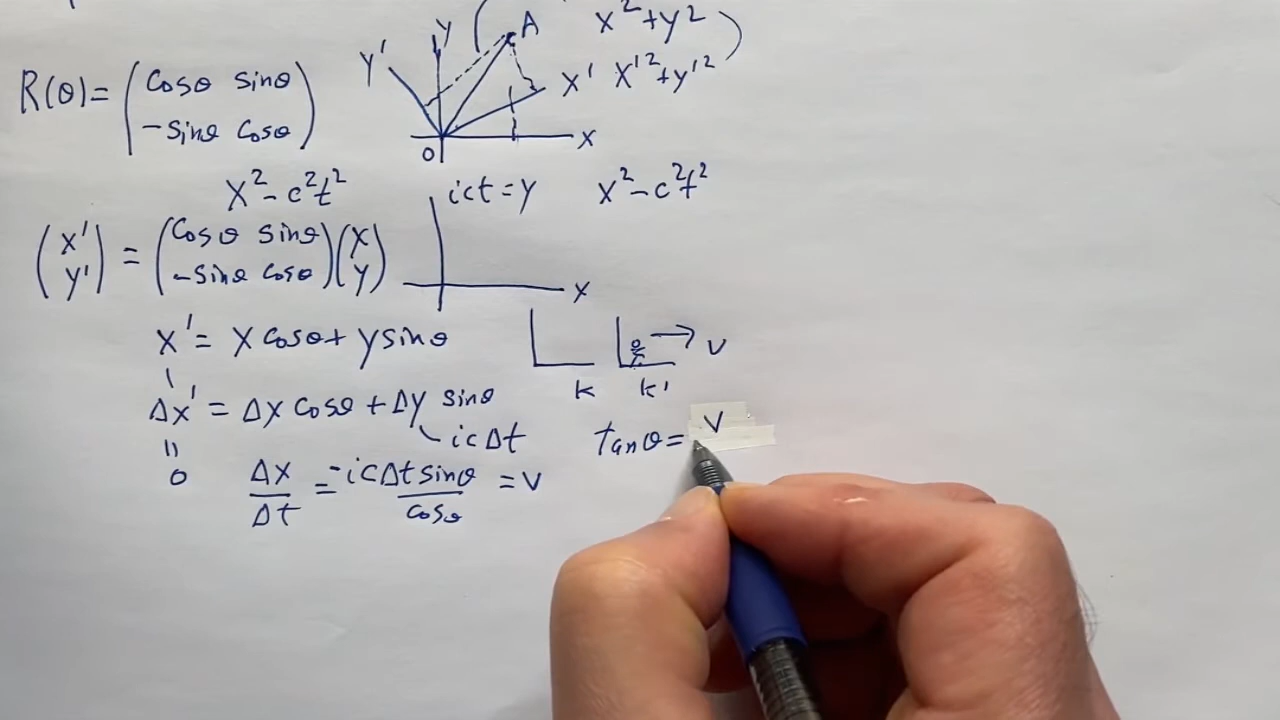 Y' Y A x² + y²
R(θ) = ( cosθ sinθ
-sinθ cosθ ) X' x'² + y'²
O X
x² - c²t² ict = y x² - c²t²
( x'
y' ) = ( cosθ sinθ
-sinθ cosθ ) ( x
y ) X
x' = x cosθ + y sinθ V
K K'
Δx' = Δx cosθ + Δy sinθ
icΔt tanθ = V
0 Δx/Δt = -icΔt sinθ/cosθ = V